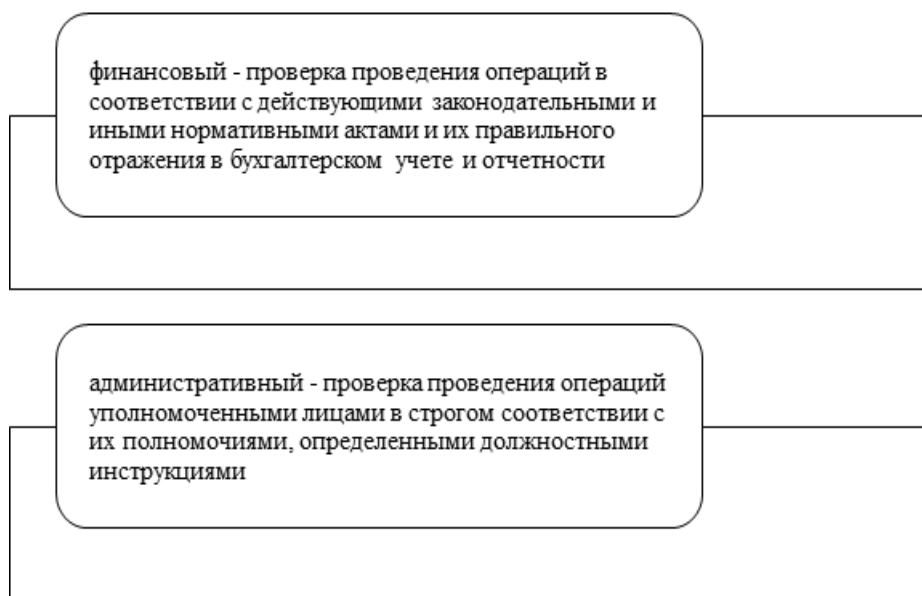 финансовый - проверка проведения операций в
соответствии с действующими законодательными и
иными нормативными актами и их правильного
отражения в бухгалтерском учете и отчетности
административный - проверка проведения операций
уполномоченными лицами в строгом соответствии с
их полномочиями, определенными должностными
инструкциями